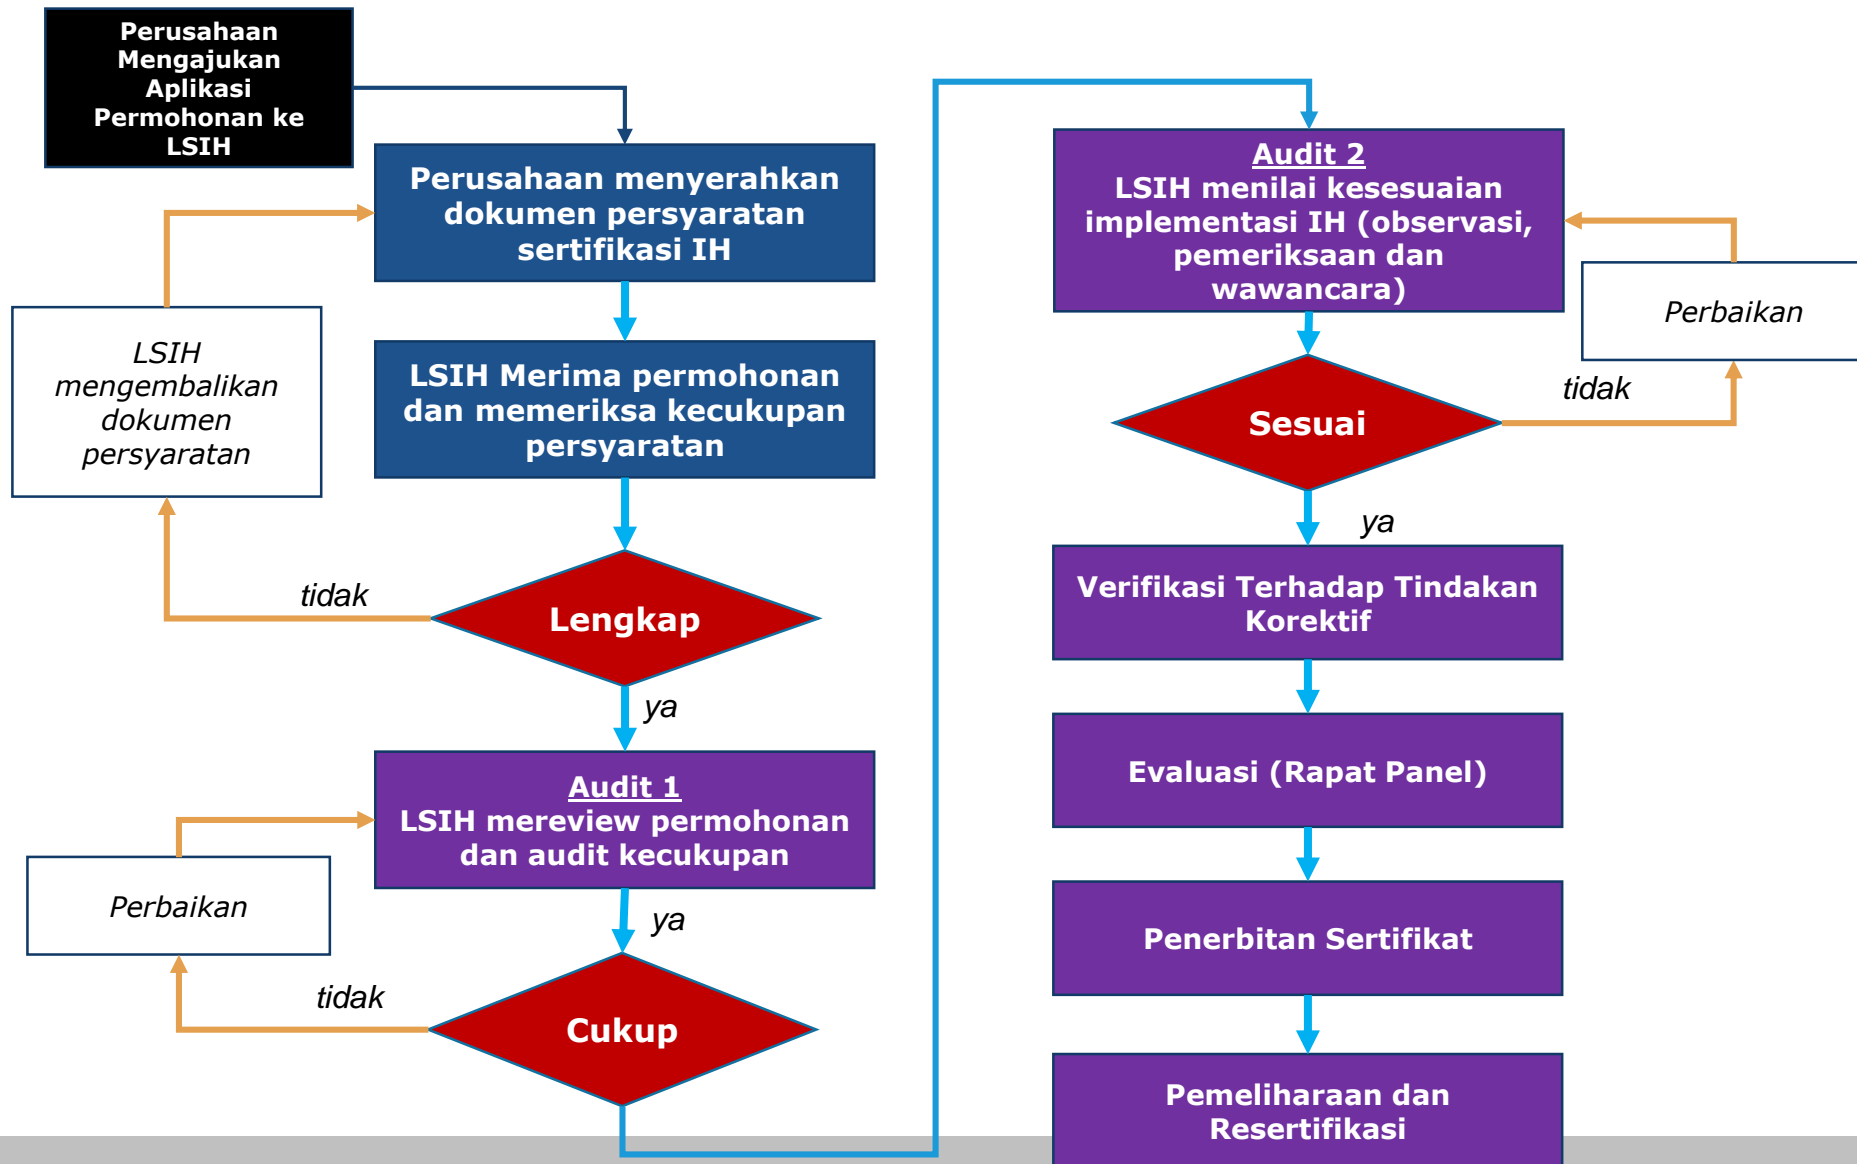 Perusahaan
Mengajukan
Aplikasi
Permohonan ke
LSIH
Perusahaan menyerahkan
dokumen persyaratan
sertifikasi IH
LSIH
mengembalikan
dokumen
persyaratan
LSIH Merima permohonan
dan memeriksa kecukupan
persyaratan
tidak
Lengkap
ya
Audit 1
LSIH mereview permohonan
dan audit kecukupan
Perbaikan
ya
tidak
Cukup
Audit 2
LSIH menilai kesesuaian
implementasi IH (observasi,
pemeriksaan dan
wawancara)
Perbaikan
tidak
Sesuai
ya
Verifikasi Terhadap Tindakan
Korektif
Evaluasi (Rapat Panel)
Penerbitan Sertifikat
Pemeliharaan dan
Resertifikasi